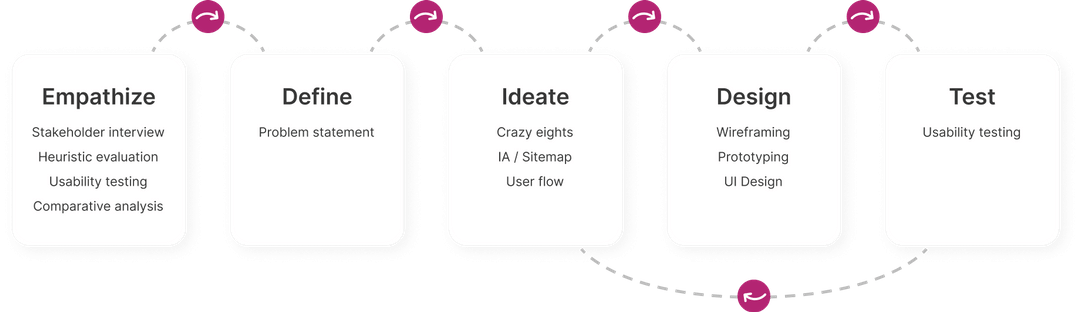 Empathize
Stakeholder interview
Heuristic evaluation
Usability testing
Comparative analysis
Define
Problem statement
Ideate
Crazy eights
IA / Sitemap
User flow
Design
Wireframing
Prototyping
UI Design
Test
Usability testing